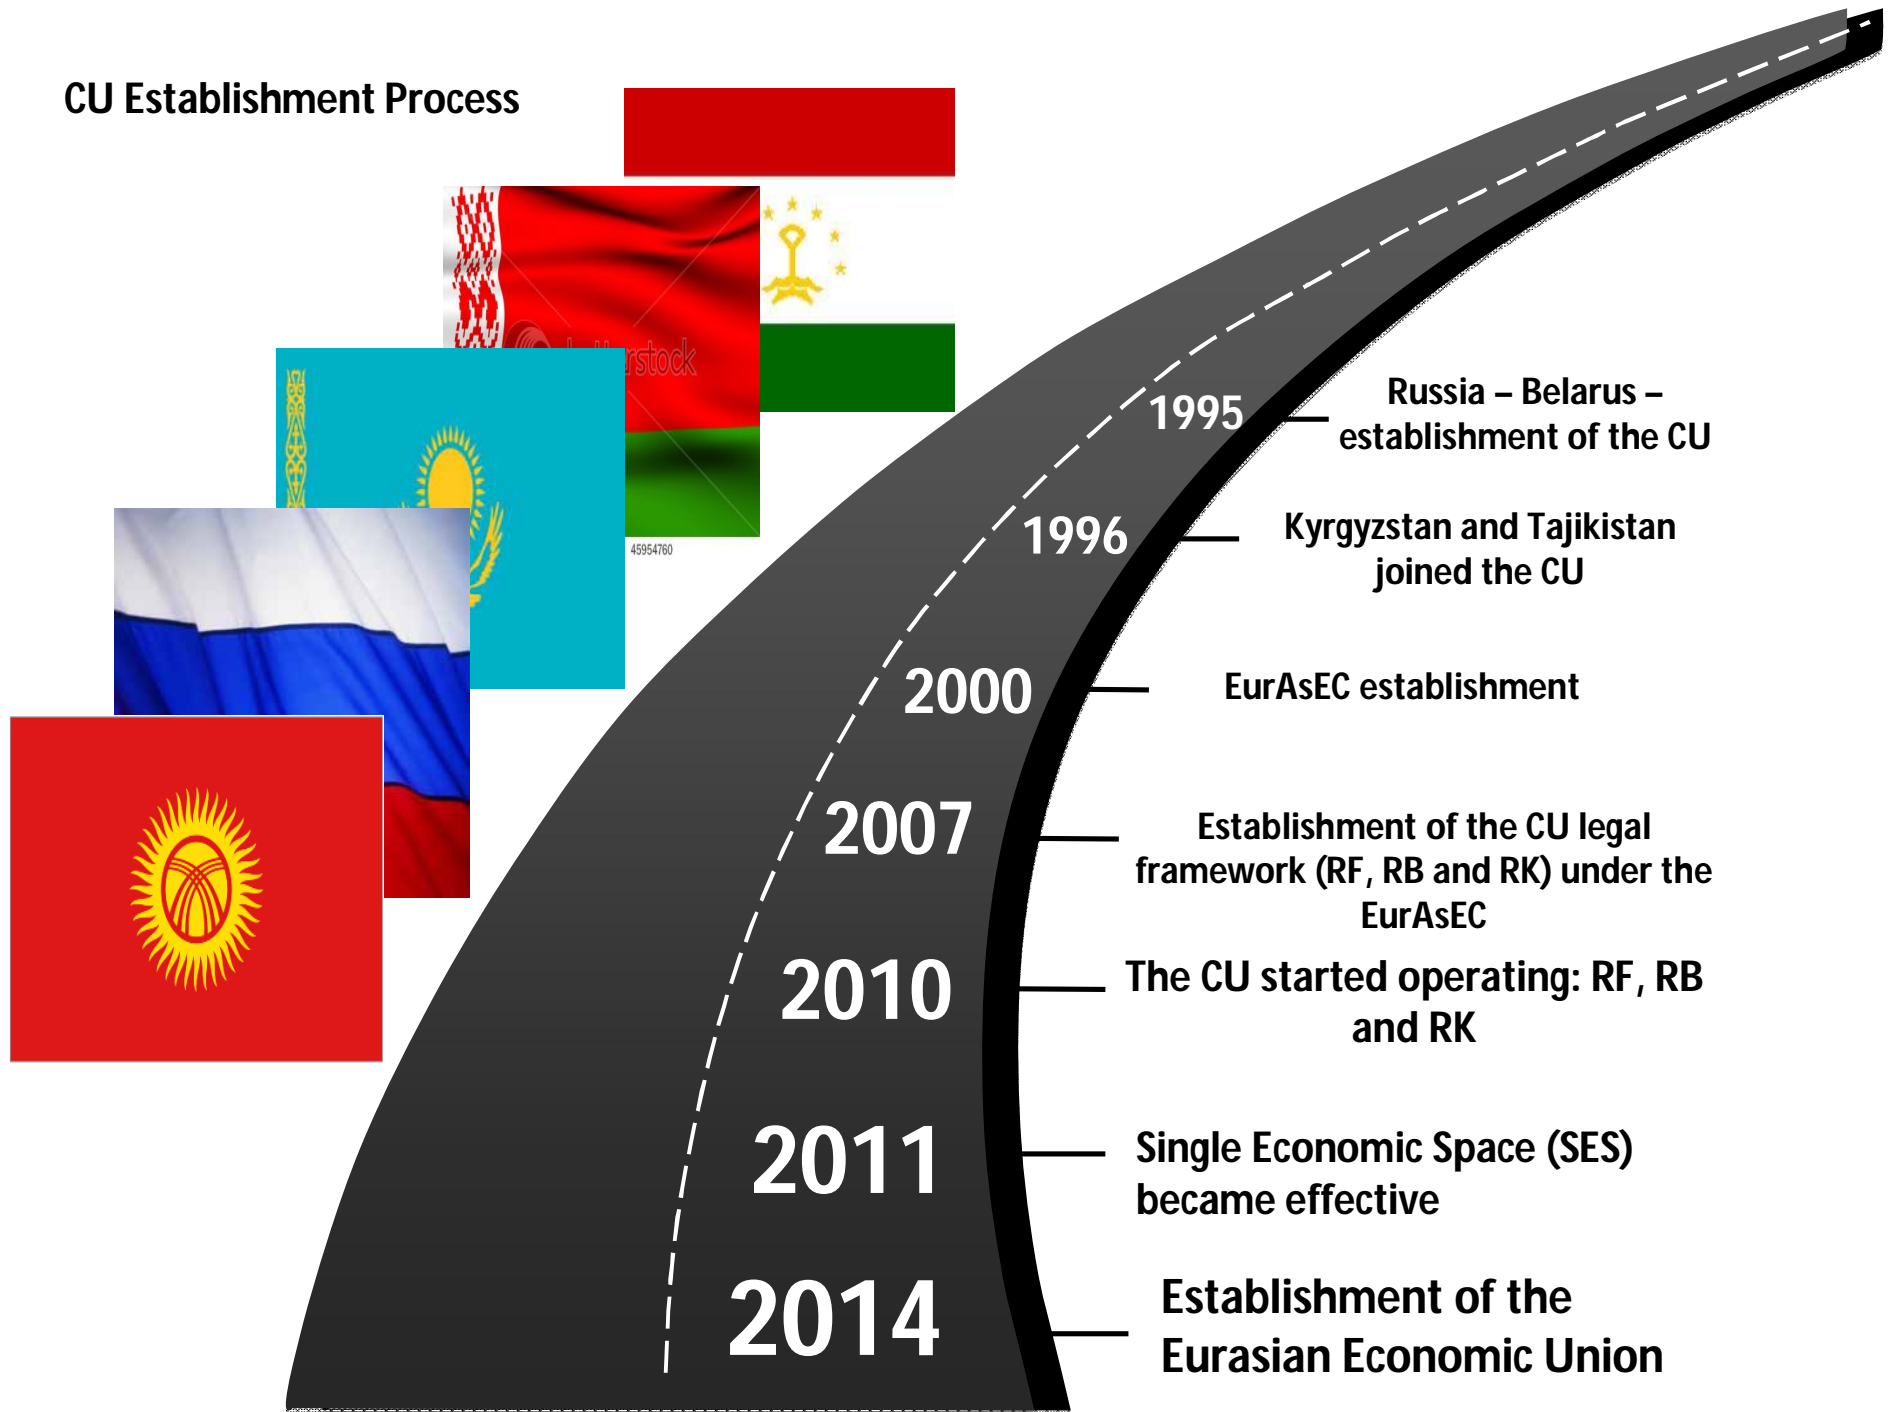 CU Establishment Process
45954760
1995
Russia – Belarus –
establishment of the CU
1996
Kyrgyzstan and Tajikistan
joined the CU
2000
EurAsEC establishment
2007
Establishment of the CU legal
framework (RF, RB and RK) under the
EurAsEC
2010
The CU started operating: RF, RB
and RK
2011
Single Economic Space (SES)
became effective
2014
Establishment of the
Eurasian Economic Union